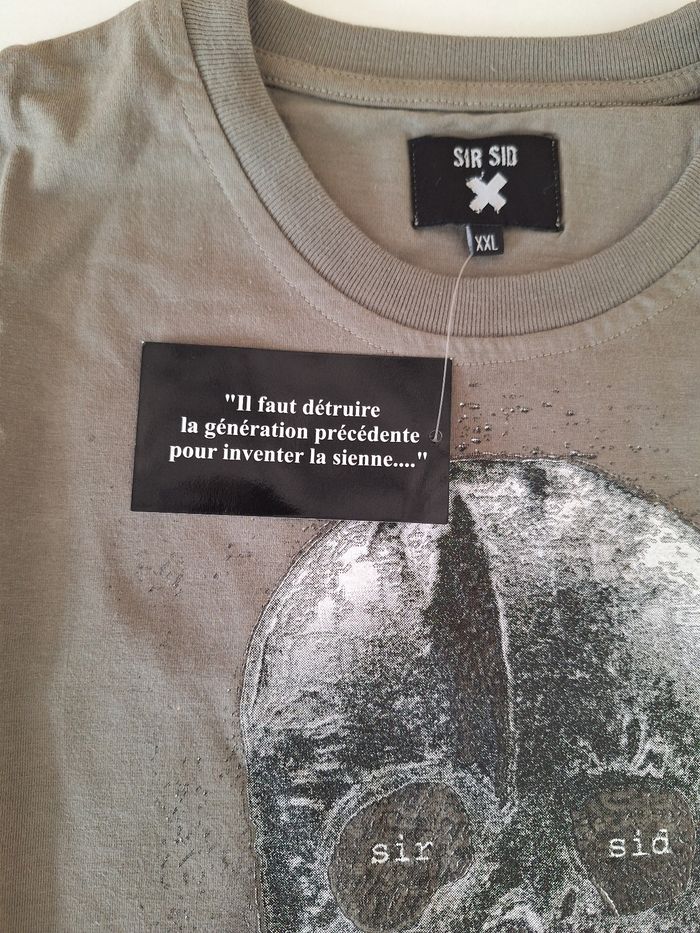 SIR SID
X
XXL
"Il faut détruire
la génération précédente
pour inventer la sienne...."
sir sid